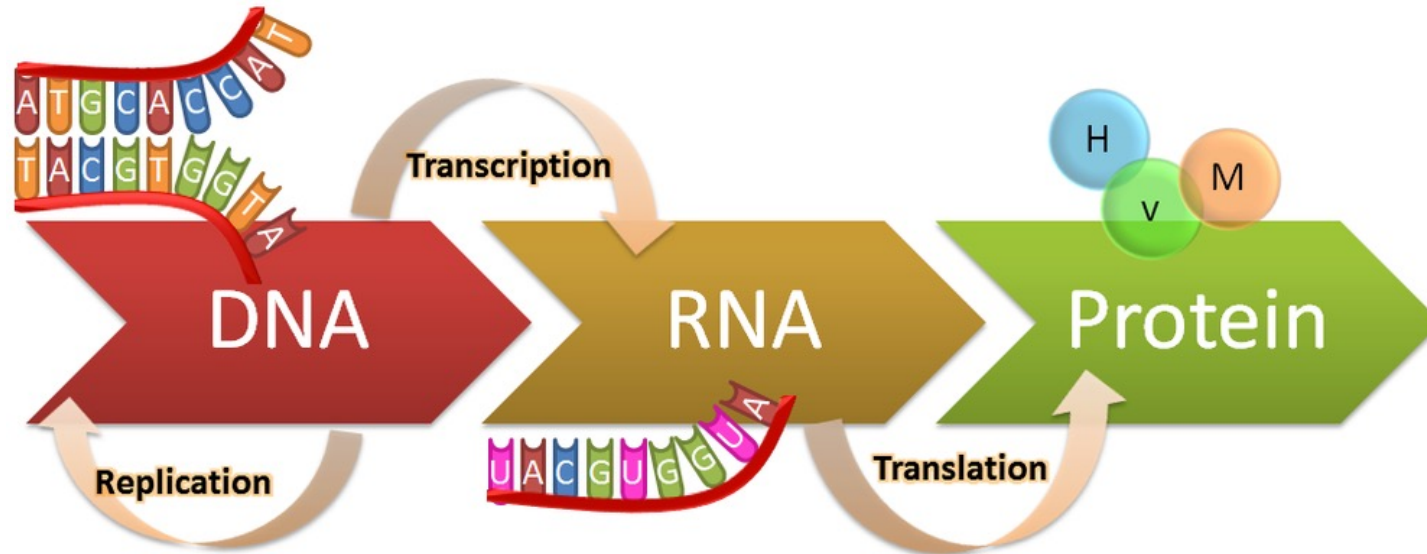 ATGCACCAT
TACGTGGTA
Transcription
H
v
M
DNA
RNA
Protein
Replication
UACGUGGUA
Translation